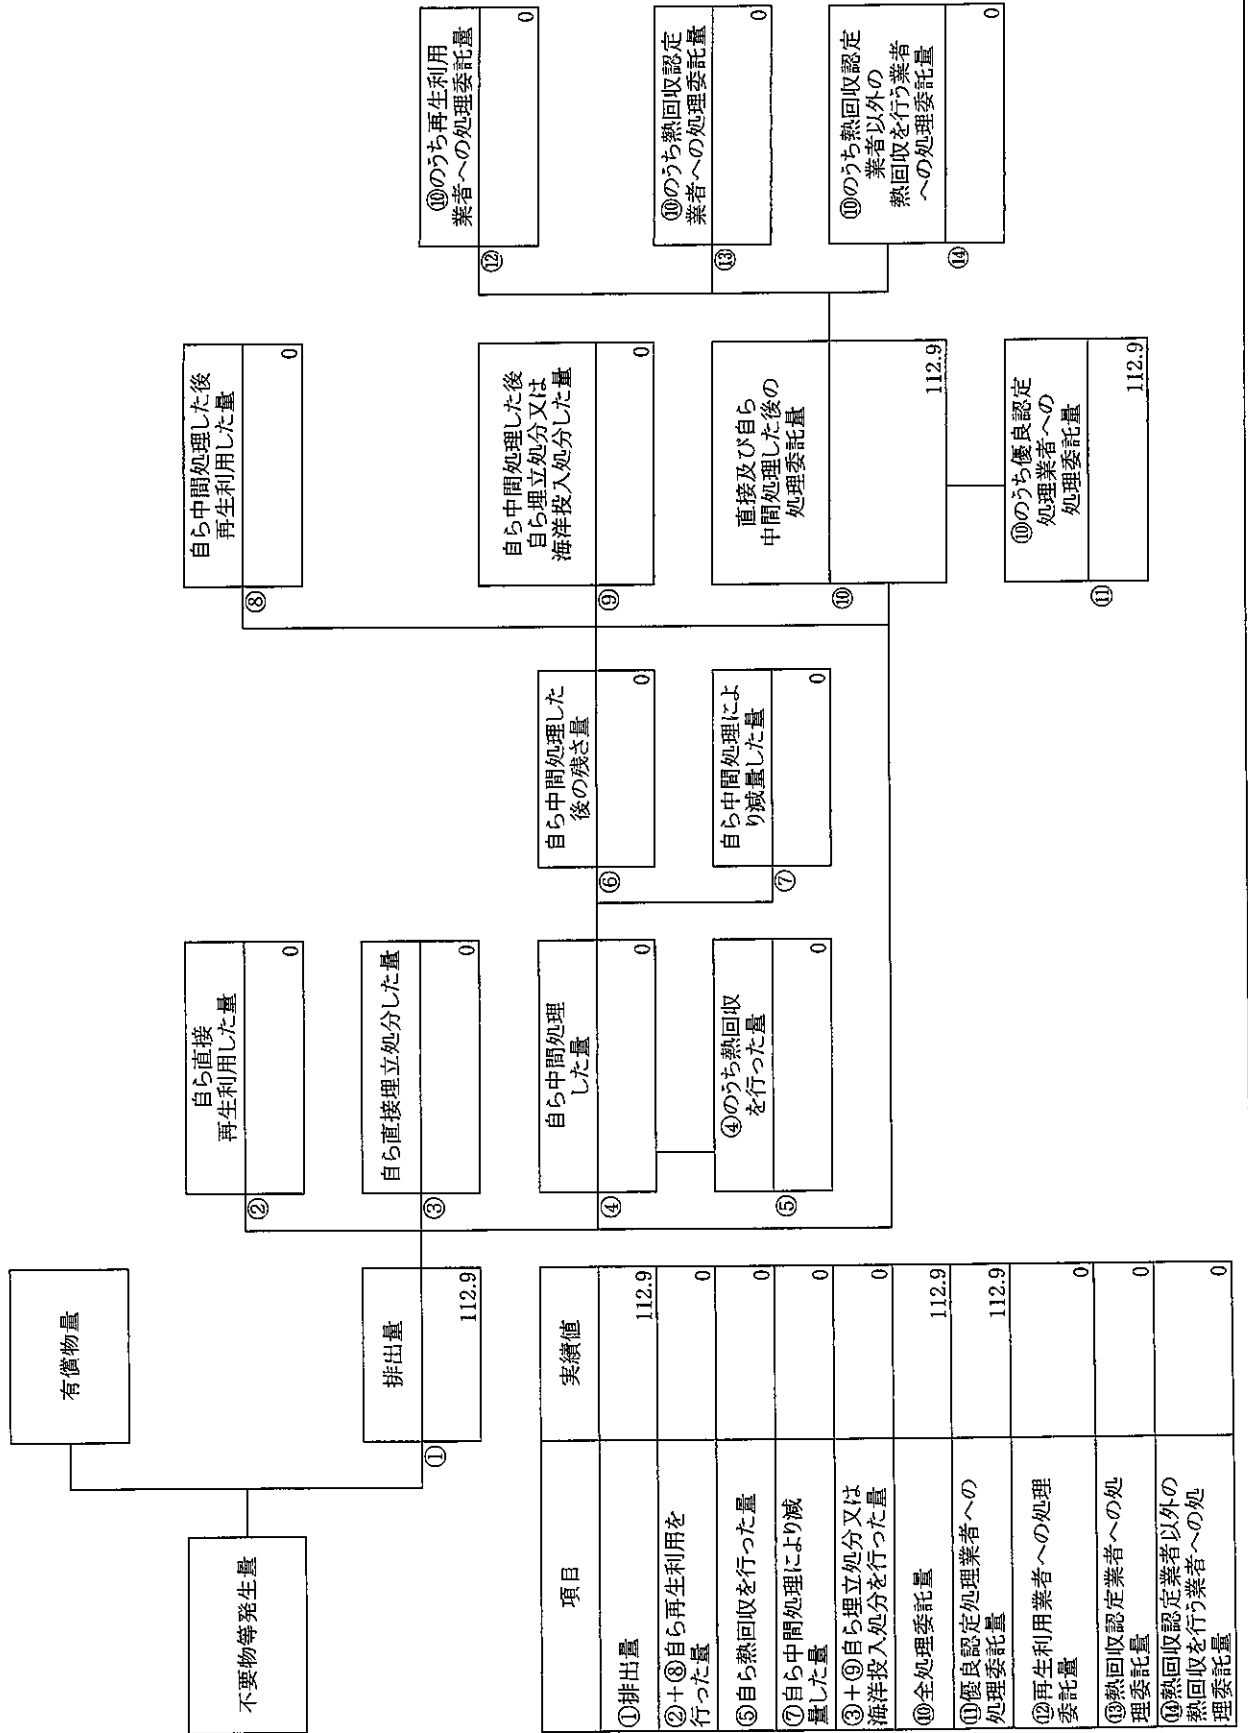 有償物量
不要物等発生量
排出量
①
112.9
自ら直接
再生利用した量
②
0
自ら直接埋立処分した量
③
0
自ら中間処理
した量
④
0
④のうち熱回収
を行った量
⑤
0
自ら中間処理した
後の残さ量
⑥
0
自ら中間処理によ
り減量した量
⑦
0
自ら中間処理した後
再生利用した量
⑧
0
自ら中間処理した後
自ら埋立処分又は
海洋投入処分した量
⑨
0
直接及び自ら
中間処理した後の
処理委託量
⑩
112.9
⑩のうち優良認定
処理業者への
処理委託量
⑪
112.9
⑩のうち再生利用
業者への処理委託量
⑫
0
⑩のうち熱回収認定
業者への処理委託量
⑬
0
⑩のうち熱回収認定
業者以外の
熱回収を行う業者
への処理委託量
⑭
0
項目 実績値
①排出量 112.9
②+⑧自ら再生利用を
行った量 0
⑤自ら熱回収を行った量 0
⑦自ら中間処理により減
量した量 0
③+⑨自ら埋立処分又は
海洋投入処分を行った量 0
⑩全処理委託量 112.9
⑪優良認定処理業者への
処理委託量 112.9
⑫再生利用業者への処理
委託量 0
⑬熱回収認定業者への処
理委託量 0
⑭熱回収認定業者以外の
熱回収を行う業者への処
理委託量 0